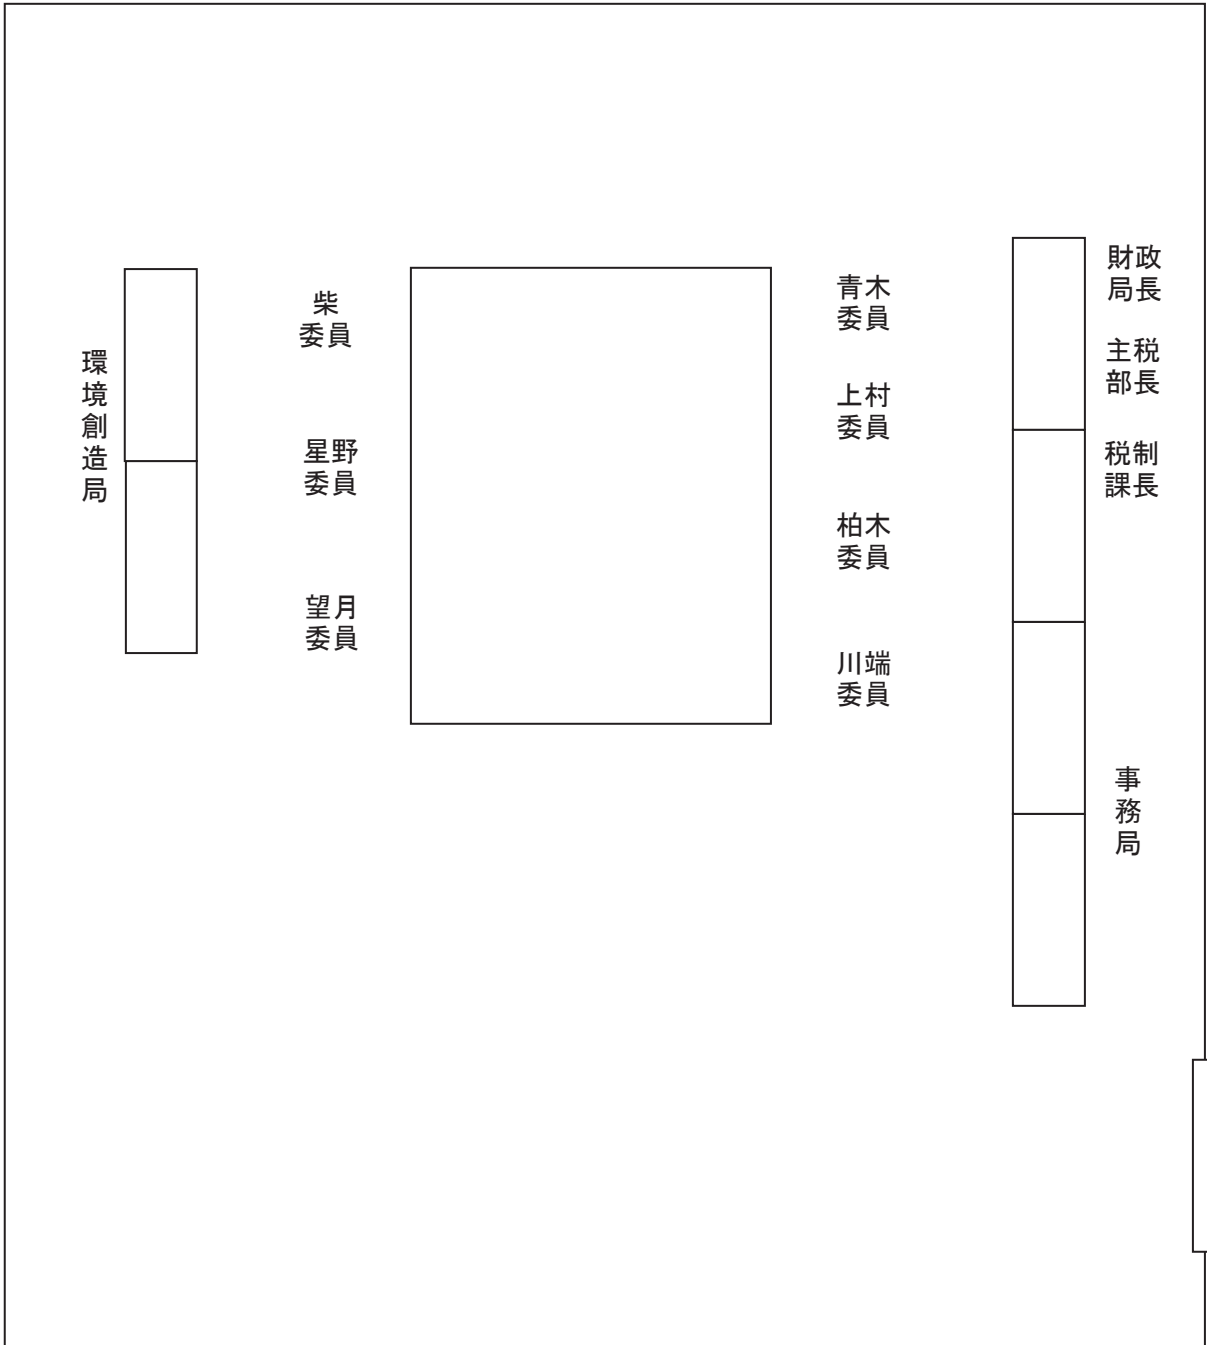 環境創造局
柴
委員
星野
委員
望月
委員
青木
委員
上村
委員
柏木
委員
川端
委員
財政
局長
主税
部長
税制
課長
事務局